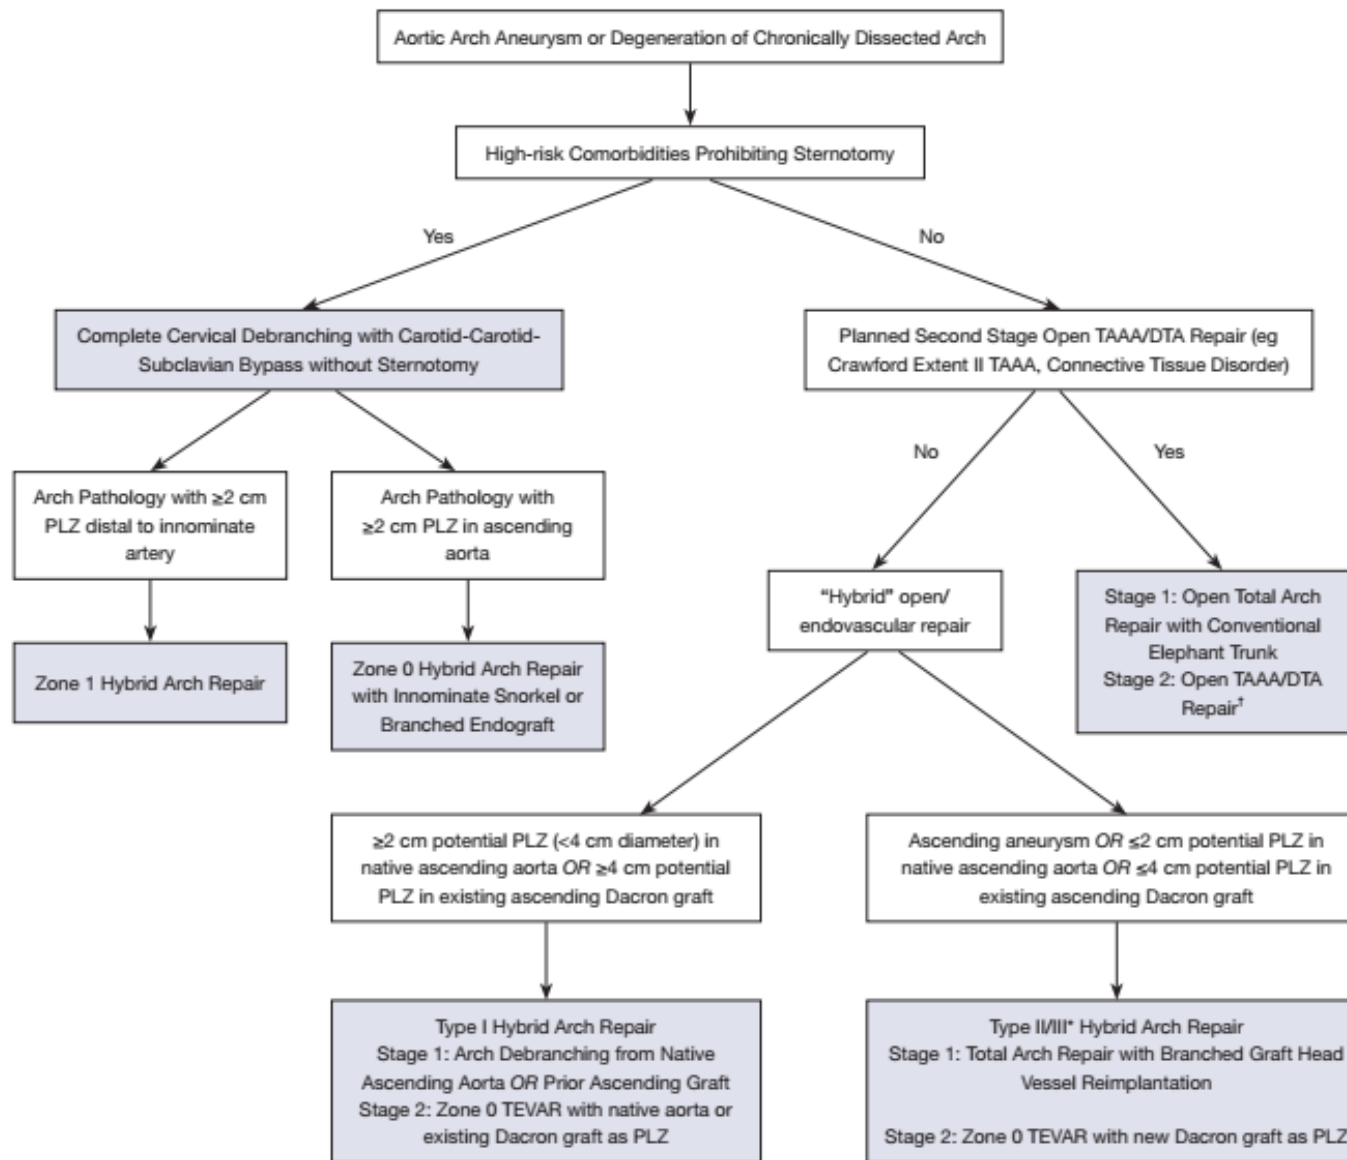 Aortic Arch Aneurysm or Degeneration of Chronically Dissected Arch
High-risk Comorbidities Prohibiting Sternotomy
Yes
No
Complete Cervical Debranching with Carotid-Carotid-
Subclavian Bypass without Sternotomy
Planned Second Stage Open TAAA/DTA Repair (eg
Crawford Extent II TAAA, Connective Tissue Disorder)
No
Yes
Arch Pathology with ≥2 cm
PLZ distal to innominate
artery
Arch Pathology with
≥2 cm PLZ in ascending
aorta
"Hybrid" open/
endovascular repair
Stage 1: Open Total Arch
Repair with Conventional
Elephant Trunk
Stage 2: Open TAAA/DTA
Repair†
Zone 1 Hybrid Arch Repair
Zone 0 Hybrid Arch Repair
with Innominate Snorkel or
Branched Endograft
≥2 cm potential PLZ (<4 cm diameter) in
native ascending aorta OR ≥4 cm potential
PLZ in existing ascending Dacron graft
Ascending aneurysm OR ≤2 cm potential PLZ in
native ascending aorta OR ≤4 cm potential PLZ in
existing ascending Dacron graft
Type I Hybrid Arch Repair
Stage 1: Arch Debranching from Native
Ascending Aorta OR Prior Ascending Graft
Stage 2: Zone 0 TEVAR with native aorta or
existing Dacron graft as PLZ
Type II/III* Hybrid Arch Repair
Stage 1: Total Arch Repair with Branched Graft Head
Vessel Reimplantation
Stage 2: Zone 0 TEVAR with new Dacron graft as PLZ